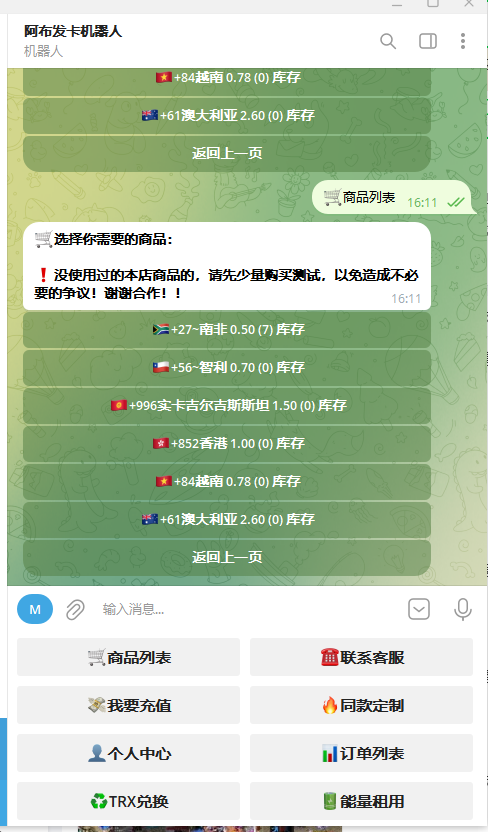 阿布发卡机器人
机器人
🇻🇳+84越南 0.78 (0) 库存
🇦🇺+61澳大利亚 2.60 (0) 库存
返回上一页
🛒商品列表 16:11
🛒选择你需要的商品：
❗没使用过的本店商品的，请先少量购买测试，以免造成不必
要的争议！谢谢合作！！
16:11
🇿🇦+27~南非 0.50 (7) 库存
🇨🇱+56~智利 0.70 (0) 库存
🇰🇬+996实卡吉尔吉斯斯坦 1.50 (0) 库存
🇭🇰+852香港 1.00 (0) 库存
🇻🇳+84越南 0.78 (0) 库存
🇦🇺+61澳大利亚 2.60 (0) 库存
返回上一页
M 输入消息...
🛒商品列表 ☎️联系客服
💸我要充值 🔥同款定制
👤个人中心 📊订单列表
♻️TRX兑换 🔋能量租用